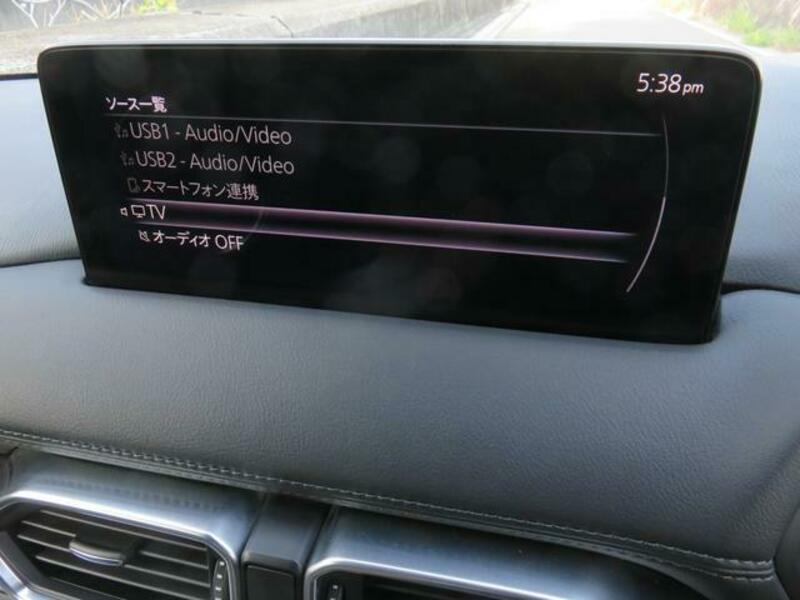 5:38pm
ソース一覧
USB1 - Audio/Video
USB2 - Audio/Video
スマートフォン連携
TV
オーディオ OFF